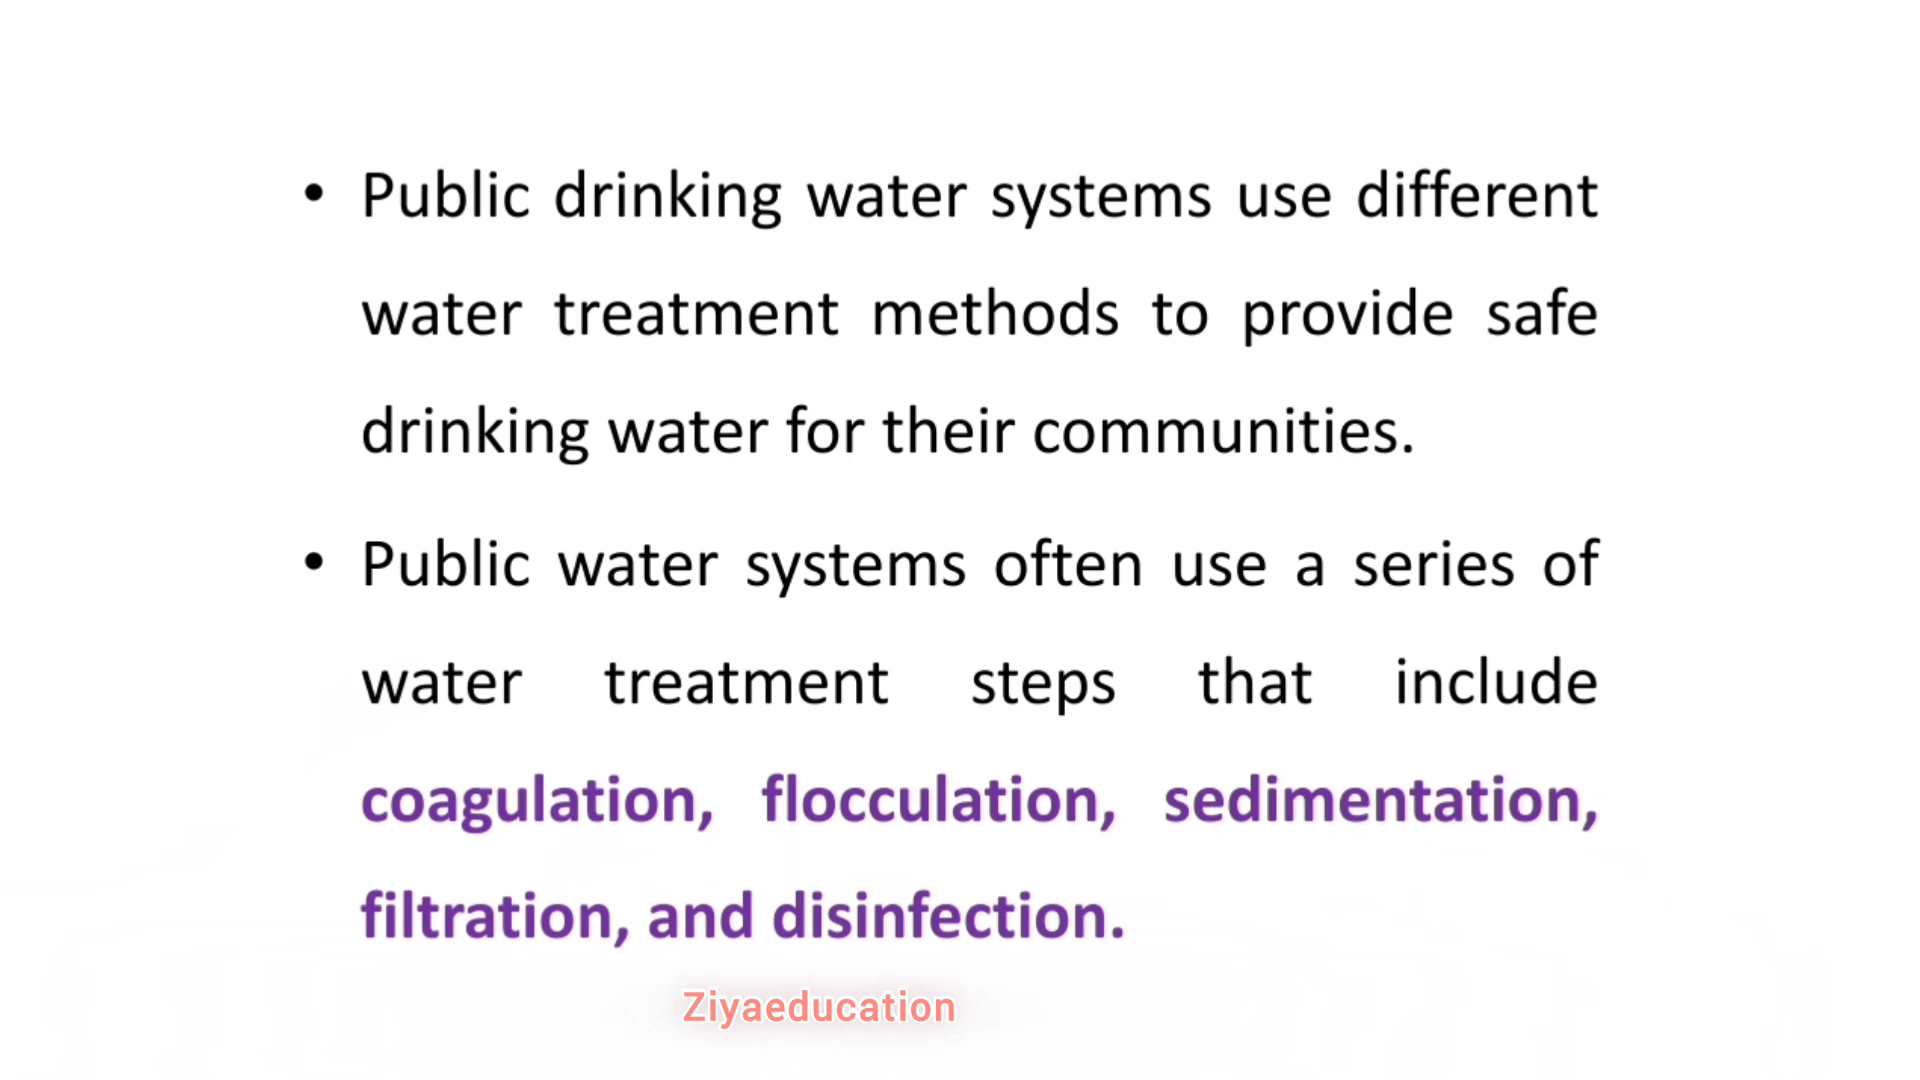 • Public drinking water systems use different
water treatment methods to provide safe
drinking water for their communities.
• Public water systems often use a series of
water treatment steps that include
coagulation, flocculation, sedimentation,
filtration, and disinfection.
Ziyaeducation